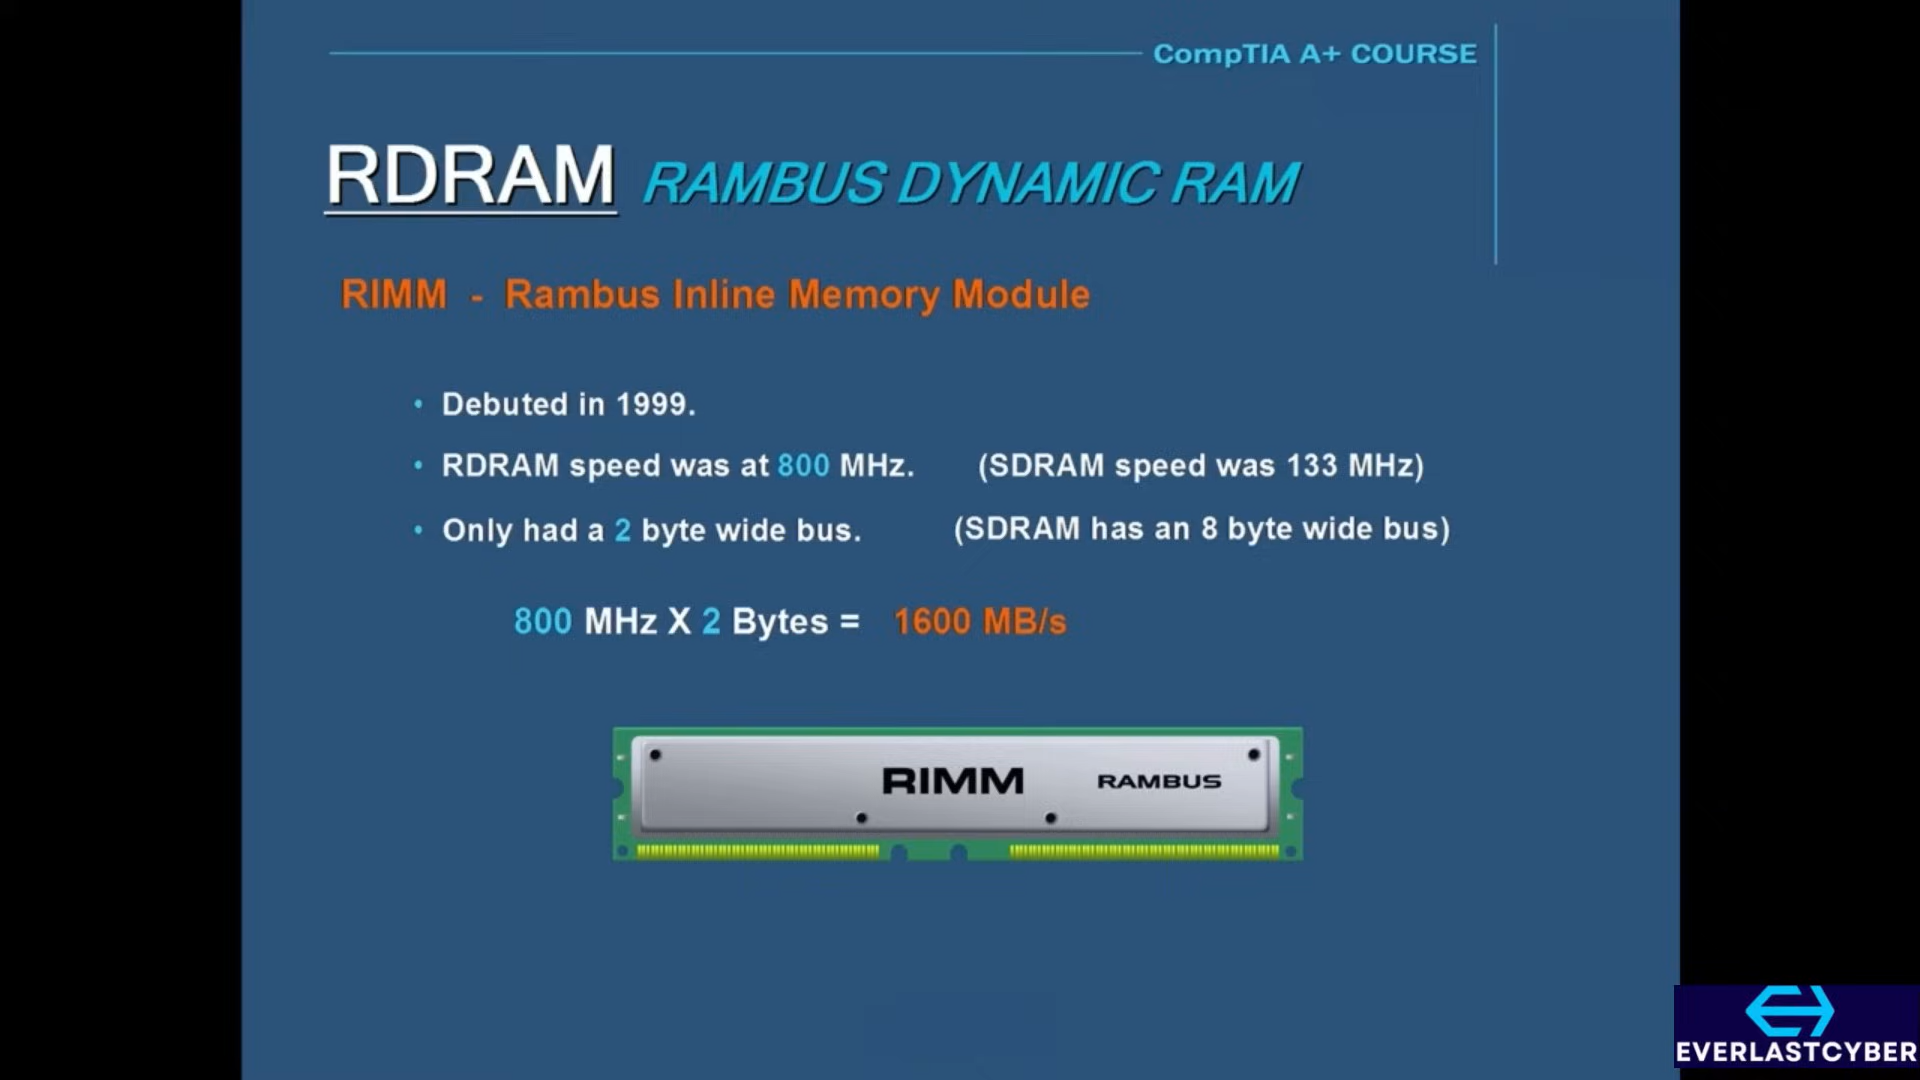 CompTIA A+ COURSE
RDRAM RAMBUS DYNAMIC RAM
RIMM - Rambus Inline Memory Module
• Debuted in 1999.
• RDRAM speed was at 800 MHz. (SDRAM speed was 133 MHz)
• Only had a 2 byte wide bus. (SDRAM has an 8 byte wide bus)
800 MHz X 2 Bytes = 1600 MB/s
RIMM RAMBUS
EVERLASTCYBER